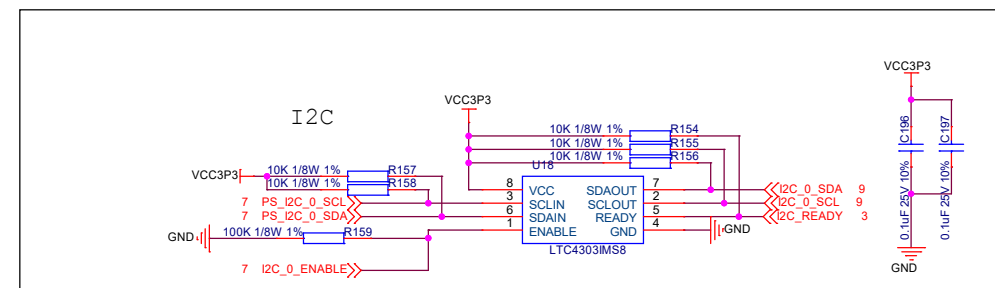 VCC3P3
VCC3P3
I2C
10K 1/8W 1% R154
10K 1/8W 1% R155
10K 1/8W 1% R156
U18
VCC3P3 10K 1/8W 1% R157
10K 1/8W 1% R158
8 VCC SDAOUT 7 I2C_0_SDA 9
7 PS_I2C_0_SCL 3 SCLIN SCLOUT 2 I2C_0_SCL 9
7 PS_I2C_0_SDA 6 SDAIN READY 5 I2C_READY 3
1 ENABLE GND 4 GND
GND 100K 1/8W 1% R159
LTC4303IMS8
7 I2C_0_ENABLE
0.1uF 25V 10% C196
0.1uF 25V 10% C197
GND